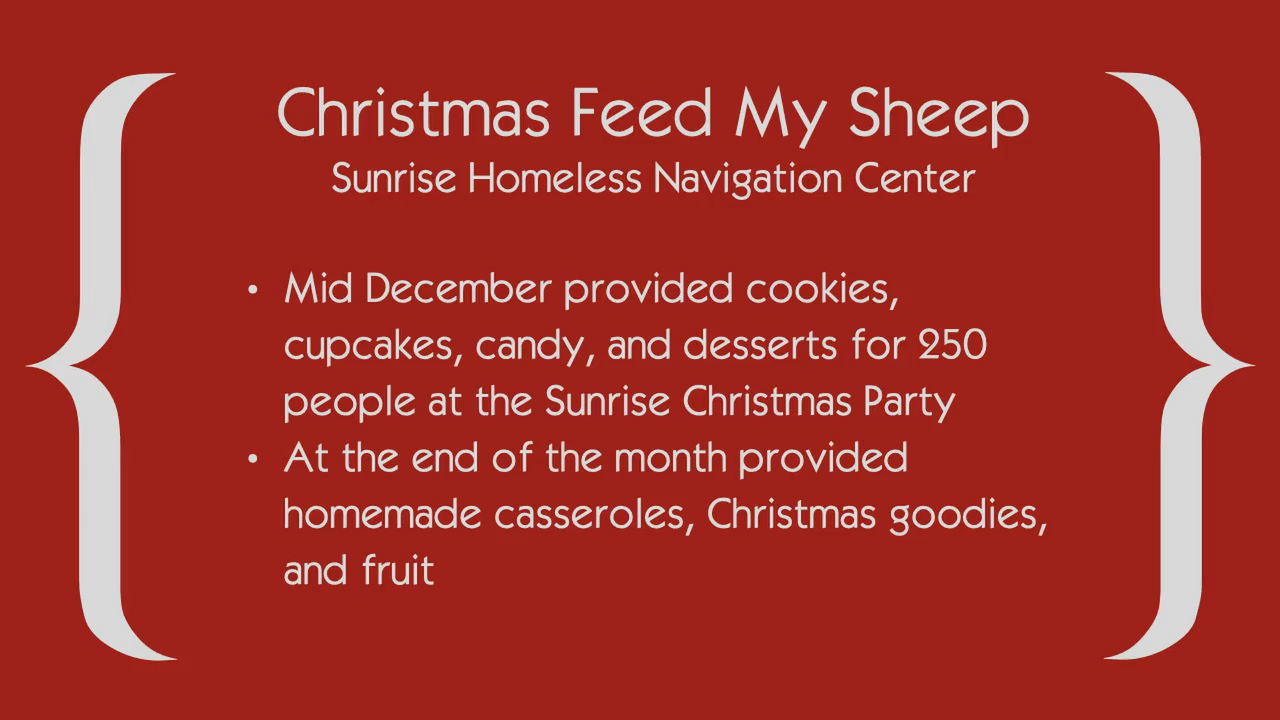 Christmas Feed My Sheep
Sunrise Homeless Navigation Center
• Mid December provided cookies,
cupcakes, candy, and desserts for 250
people at the Sunrise Christmas Party
• At the end of the month provided
homemade casseroles, Christmas goodies,
and fruit